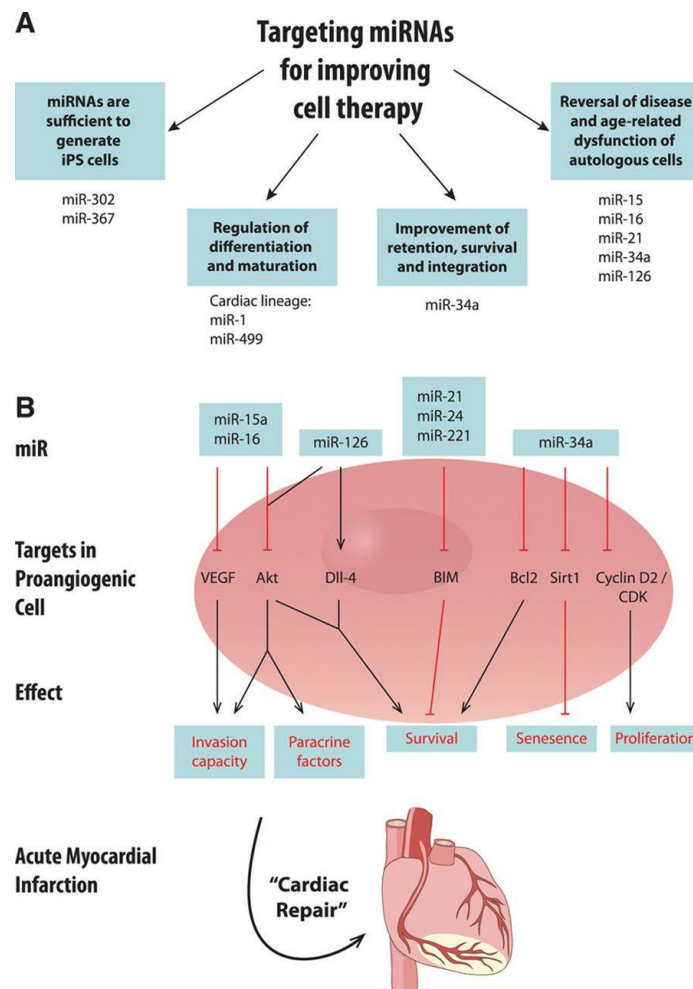 A
Targeting miRNAs
for improving
cell therapy
miRNAs are
sufficient to
generate
iPS cells
miR-302
miR-367
Regulation of
differentiation
and maturation
Cardiac lineage:
miR-1
miR-499
Improvement of
retention, survival
and integration
miR-34a
Reversal of disease
and age-related
dysfunction of
autologous cells
miR-15
miR-16
miR-21
miR-34a
miR-126
B
miR
miR-15a
miR-16
miR-126
miR-21
miR-24
miR-221
miR-34a
Targets in
Proangiogenic
Cell
VEGF
Akt
Dll-4
BIM
Bcl2
Sirt1
Cyclin D2 /
CDK
Effect
Invasion
capacity
Paracrine
factors
Survival
Senesence
Proliferation
Acute Myocardial
Infarction
“Cardiac
Repair”